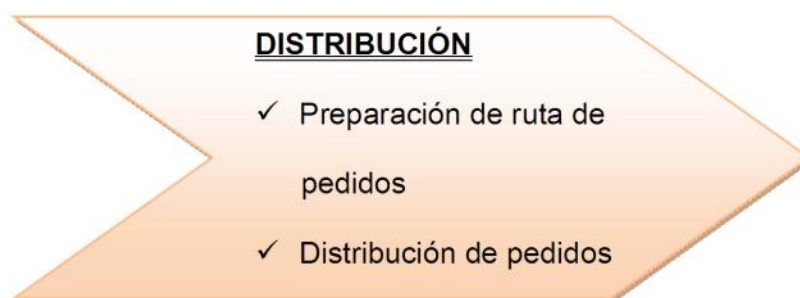 DISTRIBUCIÓN
✓ Preparación de ruta de
pedidos
✓ Distribución de pedidos